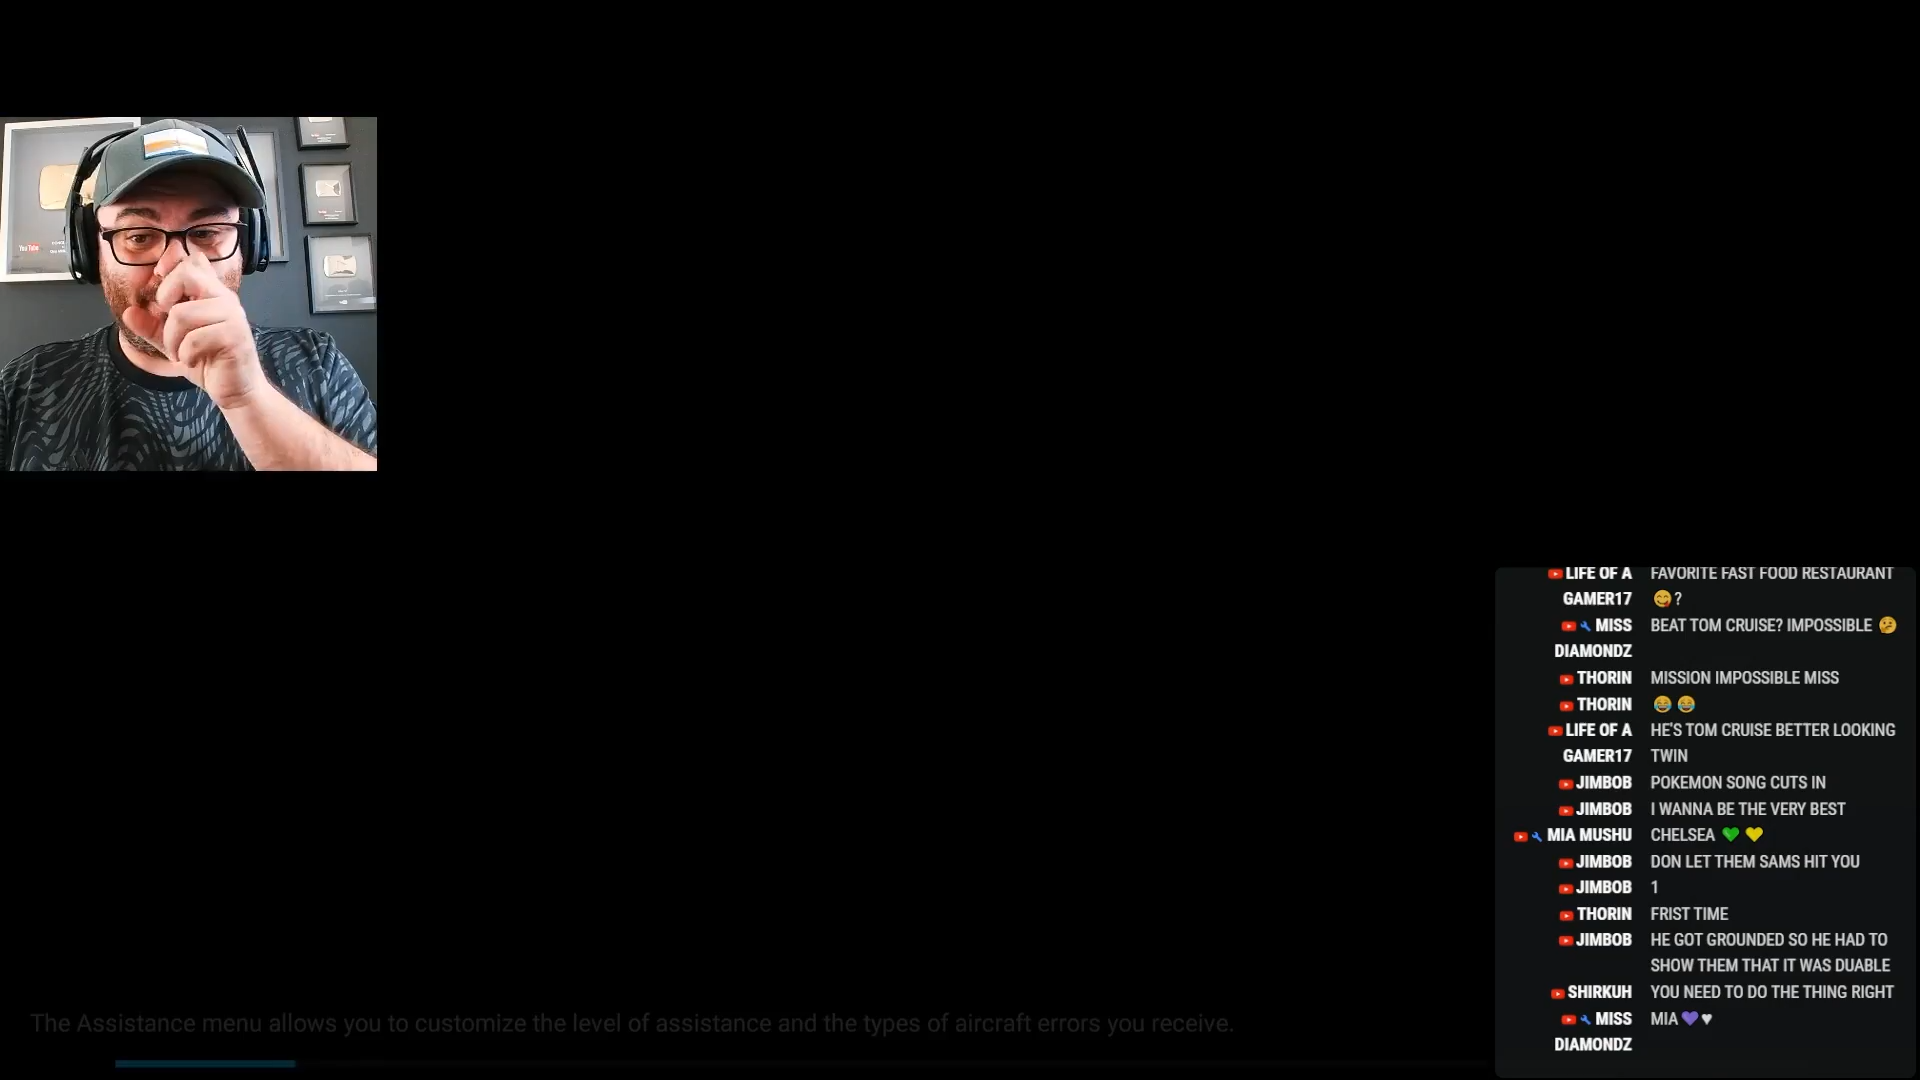 YouTube
LIFE OF A FAVORITE FAST FOOD RESTAURANT
GAMER17 😋?
MISS BEAT TOM CRUISE? IMPOSSIBLE 🤔
DIAMONDZ
THORIN MISSION IMPOSSIBLE MISS
THORIN 😂 😂
LIFE OF A HE'S TOM CRUISE BETTER LOOKING
GAMER17 TWIN
JIMBOB POKEMON SONG CUTS IN
JIMBOB I WANNA BE THE VERY BEST
MIA MUSHU CHELSEA 💚 💛
JIMBOB DON LET THEM SAMS HIT YOU
JIMBOB 1
THORIN FRIST TIME
JIMBOB HE GOT GROUNDED SO HE HAD TO
SHOW THEM THAT IT WAS DUABLE
SHIRKUH YOU NEED TO DO THE THING RIGHT
MISS MIA💜♥
DIAMONDZ
The Assistance menu allows you to customize the level of assistance and the types of aircraft errors you receive.